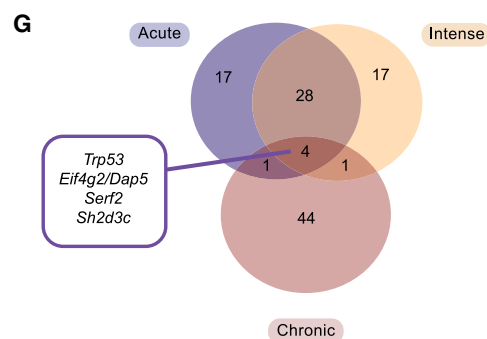 G
Acute
Intense
17
17
28
4
1
1
Trp53
Eif4g2/Dap5
Serf2
Sh2d3c
44
Chronic